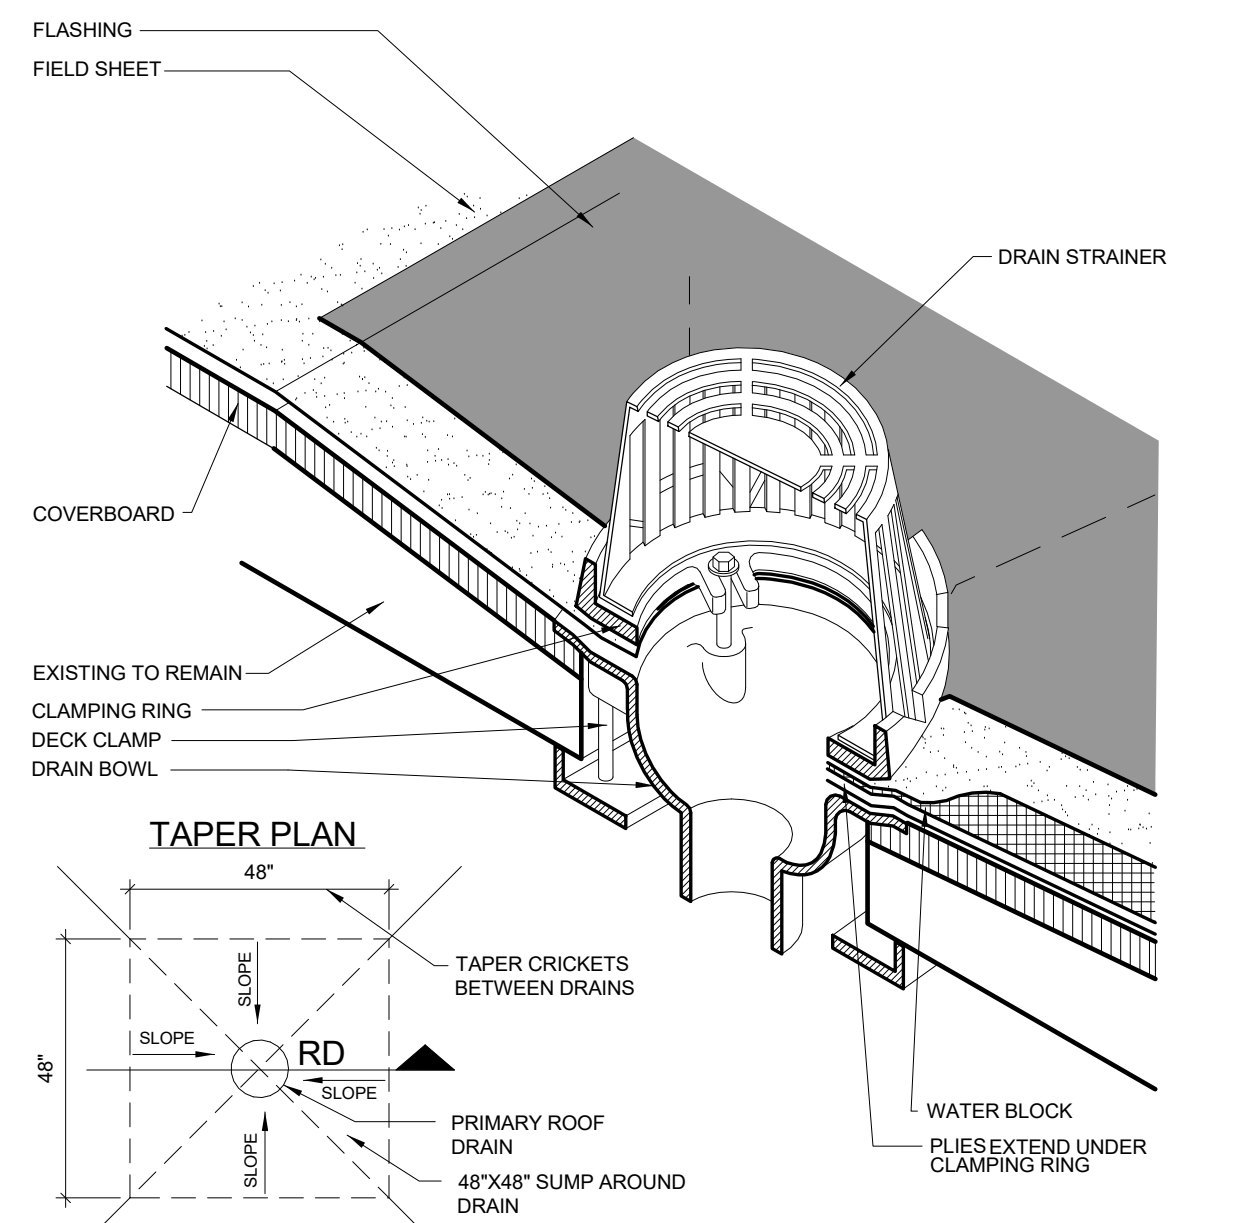 FLASHING
FIELD SHEET
DRAIN STRAINER
COVERBOARD
EXISTING TO REMAIN
CLAMPING RING
DECK CLAMP
DRAIN BOWL
TAPER PLAN
48"
TAPER CRICKETS
BETWEEN DRAINS
SLOPE
SLOPE
RD
48"
SLOPE
SLOPE
PRIMARY ROOF
DRAIN
48"X48" SUMP AROUND
DRAIN
WATER BLOCK
PLIES EXTEND UNDER
CLAMPING RING